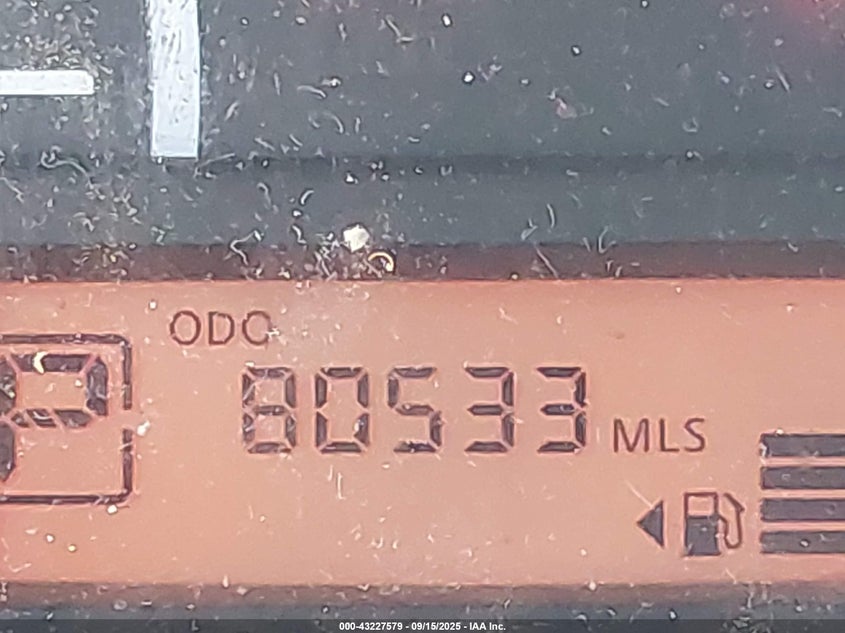 ODO
P
80533 MLS
000-43227579 - 09/15/2025 - IAA Inc.